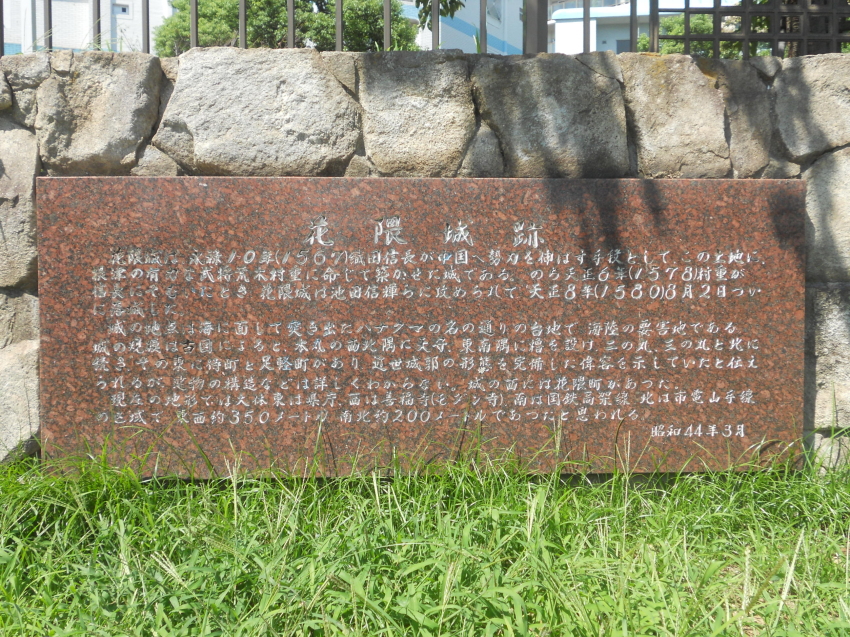 花隈城跡
花隈城は 永禄10年(1567)織田信長が中国へ勢力を伸ばす手段として、この土地に、
摂津の有力な武将荒木村重に命じて築かせた城である。のち天正6年(1578)村重が
信長にそむいたとき 花隈城は池田信輝らに攻められて 天正8年(1580)8月2日ついか
に落城した
城の地点は海に面して突き出たハナクマの名の通りの台地で 海陸の要害地である
城の規模は古図によると、本丸の西北隅に天守、東南隅に櫓を設け 二の丸、三の丸と北に
続き その東に侍町と足軽町があり 近世城郭の形態を完備した偉容を示していたと伝え
られるが 建物の構造などは詳しくわからない。城の西には花隈町があった
現在の地形では大体東は県庁、西は善福寺(モダン寺)南は国鉄高架線 北は市電山手線
の区域で 東西約350メートル 南北約200メートルであつたと思われる。
昭和44年3月